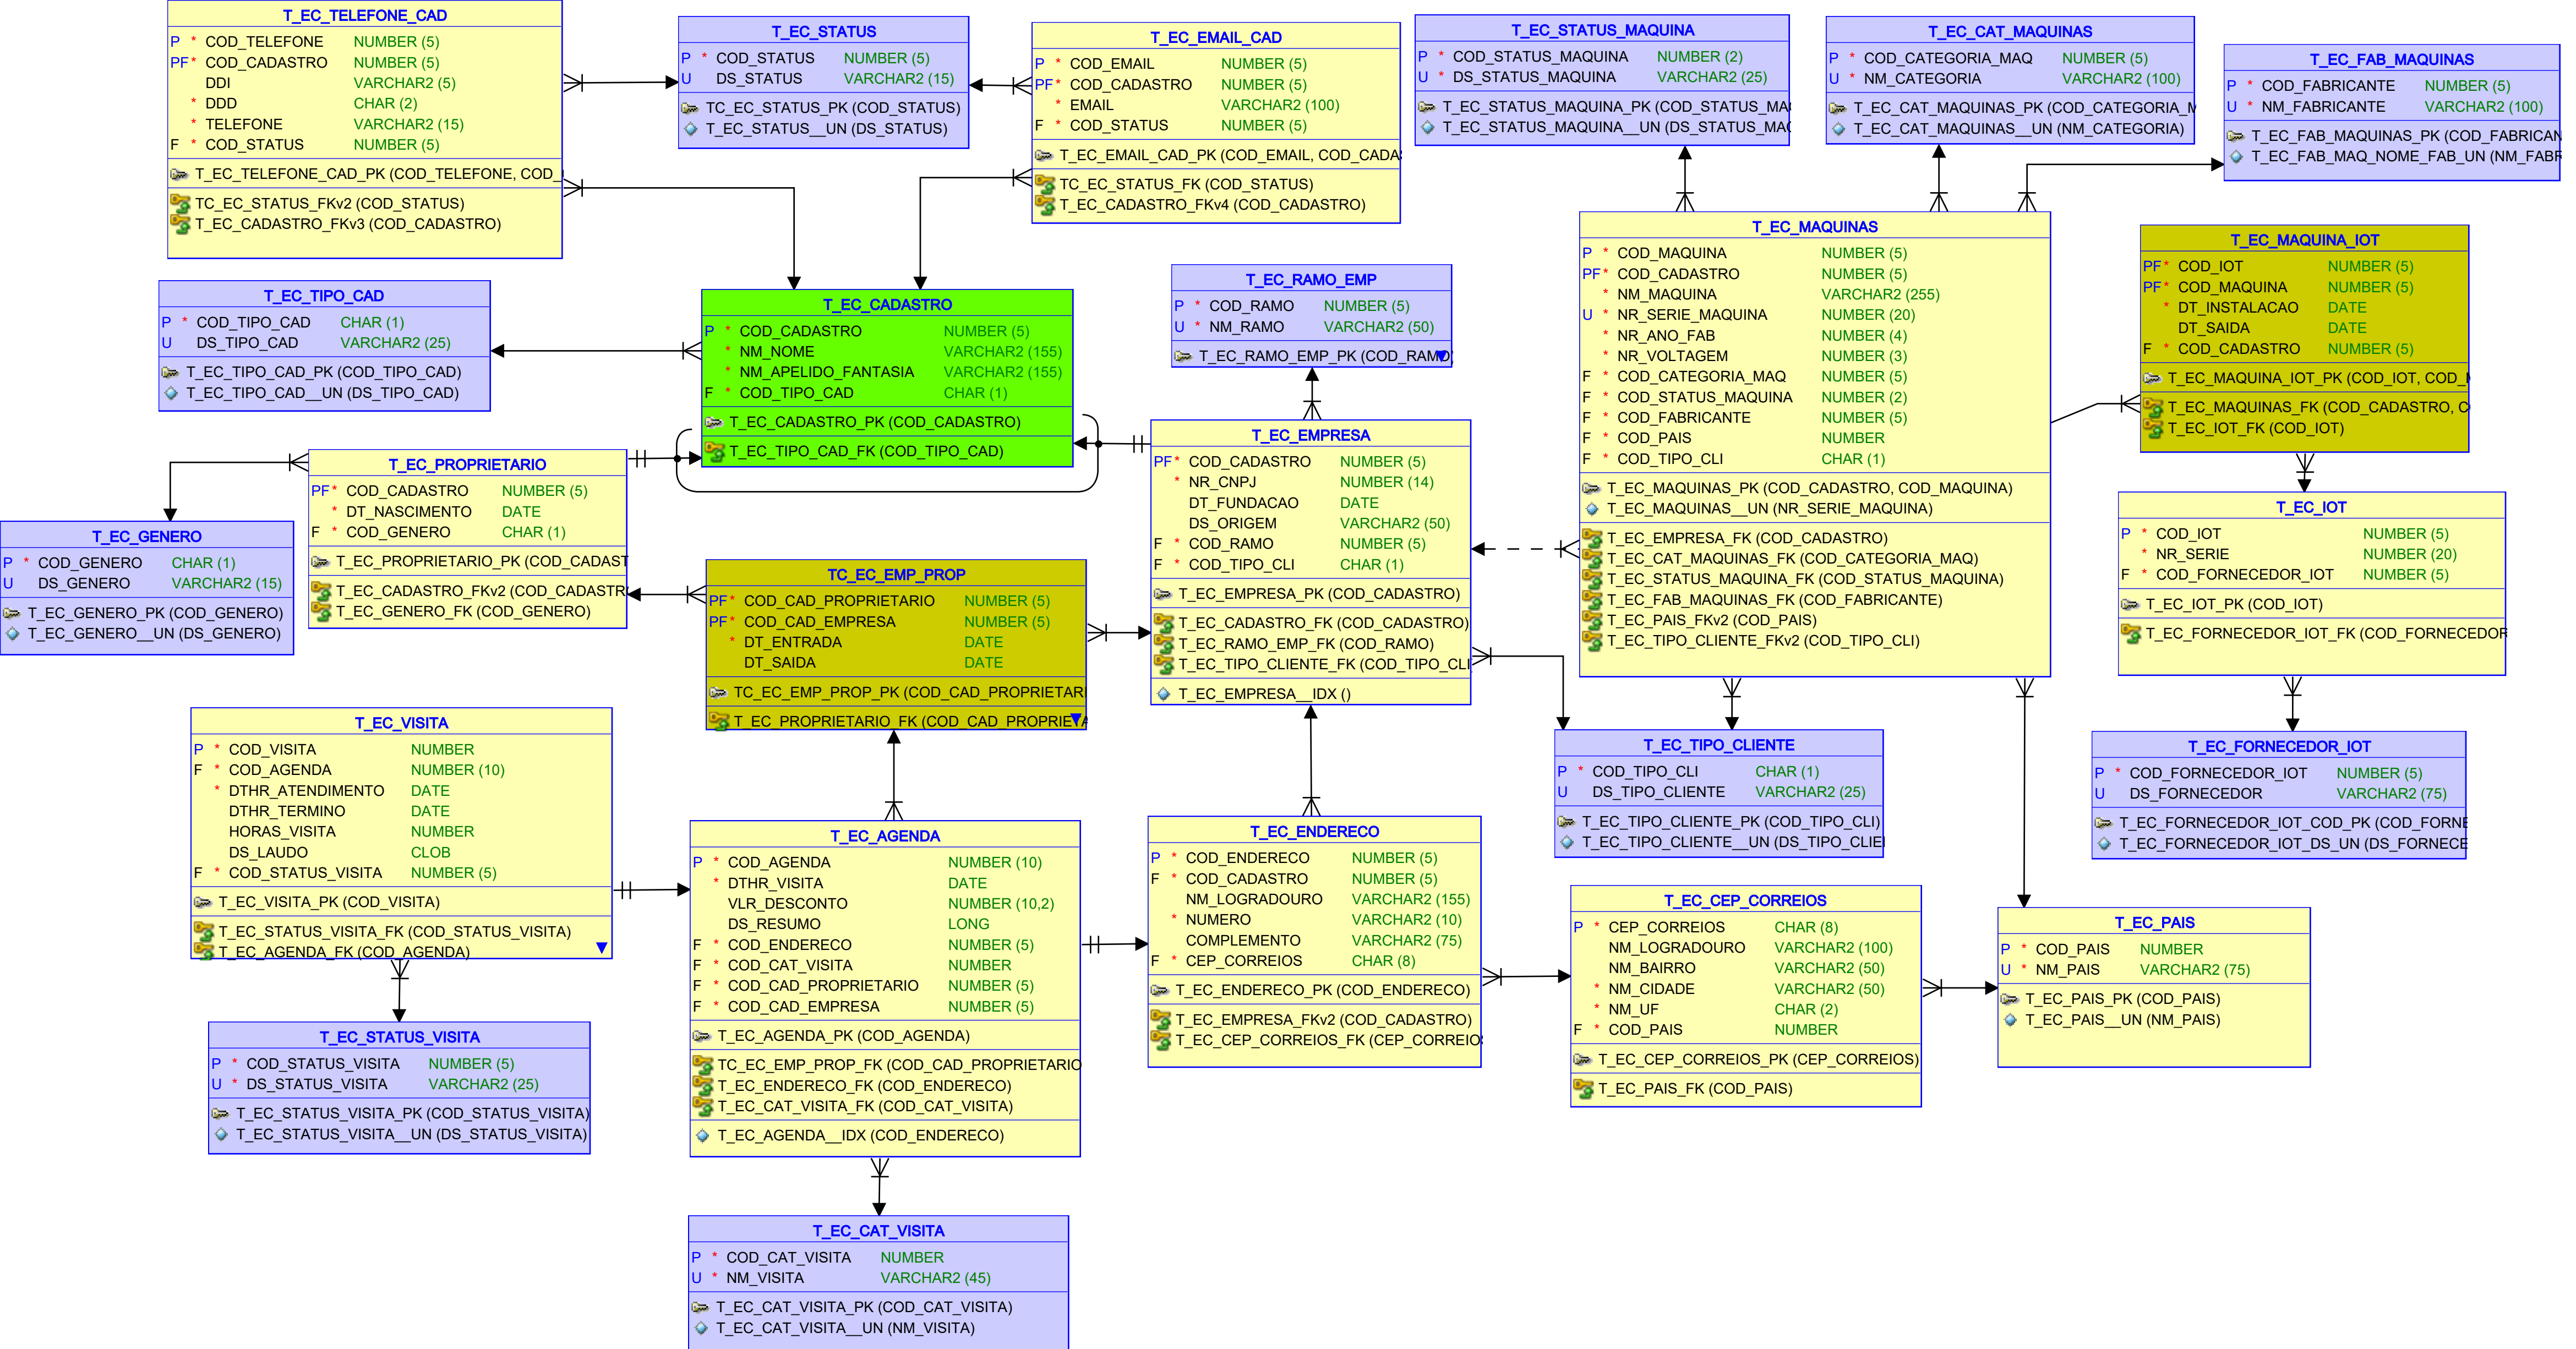 T_EC_TELEFONE_CAD
P * COD_TELEFONE NUMBER (5)
PF* COD_CADASTRO NUMBER (5)
DDI VARCHAR2 (5)
* DDD CHAR (2)
* TELEFONE VARCHAR2 (15)
F * COD_STATUS NUMBER (5)
T_EC_TELEFONE_CAD_PK (COD_TELEFONE, COD_
TC_EC_STATUS_FKv2 (COD_STATUS)
T_EC_CADASTRO_FKv3 (COD_CADASTRO)
T_EC_STATUS
P * COD_STATUS NUMBER (5)
U DS_STATUS VARCHAR2 (15)
TC_EC_STATUS_PK (COD_STATUS)
T_EC_STATUS__UN (DS_STATUS)
T_EC_EMAIL_CAD
P * COD_EMAIL NUMBER (5)
PF* COD_CADASTRO NUMBER (5)
* EMAIL VARCHAR2 (100)
F * COD_STATUS NUMBER (5)
T_EC_EMAIL_CAD_PK (COD_EMAIL, COD_CADA
TC_EC_STATUS_FK (COD_STATUS)
T_EC_CADASTRO_FKv4 (COD_CADASTRO)
T_EC_STATUS_MAQUINA
P * COD_STATUS_MAQUINA NUMBER (2)
U * DS_STATUS_MAQUINA VARCHAR2 (25)
T_EC_STATUS_MAQUINA_PK (COD_STATUS_MA
T_EC_STATUS_MAQUINA__UN (DS_STATUS_MA
T_EC_CAT_MAQUINAS
P * COD_CATEGORIA_MAQ NUMBER (5)
U * NM_CATEGORIA VARCHAR2 (100)
T_EC_CAT_MAQUINAS_PK (COD_CATEGORIA_M
T_EC_CAT_MAQUINAS__UN (NM_CATEGORIA)
T_EC_FAB_MAQUINAS
P * COD_FABRICANTE NUMBER (5)
U * NM_FABRICANTE VARCHAR2 (100)
T_EC_FAB_MAQUINAS_PK (COD_FABRICAN
T_EC_FAB_MAQ_NOME_FAB_UN (NM_FABR
T_EC_TIPO_CAD
P * COD_TIPO_CAD CHAR (1)
U DS_TIPO_CAD VARCHAR2 (25)
T_EC_TIPO_CAD_PK (COD_TIPO_CAD)
T_EC_TIPO_CAD__UN (DS_TIPO_CAD)
T_EC_CADASTRO
P * COD_CADASTRO NUMBER (5)
* NM_NOME VARCHAR2 (155)
* NM_APELIDO_FANTASIA VARCHAR2 (155)
F * COD_TIPO_CAD CHAR (1)
T_EC_CADASTRO_PK (COD_CADASTRO)
T_EC_TIPO_CAD_FK (COD_TIPO_CAD)
T_EC_RAMO_EMP
P * COD_RAMO NUMBER (5)
U * NM_RAMO VARCHAR2 (50)
T_EC_RAMO_EMP_PK (COD_RAMO
T_EC_MAQUINAS
P * COD_MAQUINA NUMBER (5)
PF* COD_CADASTRO NUMBER (5)
* NM_MAQUINA VARCHAR2 (255)
U * NR_SERIE_MAQUINA NUMBER (20)
* NR_ANO_FAB NUMBER (4)
* NR_VOLTAGEM NUMBER (3)
F * COD_CATEGORIA_MAQ NUMBER (5)
F * COD_STATUS_MAQUINA NUMBER (2)
F * COD_FABRICANTE NUMBER (5)
F * COD_PAIS NUMBER
F * COD_TIPO_CLI CHAR (1)
T_EC_MAQUINAS_PK (COD_CADASTRO, COD_MAQUINA)
T_EC_MAQUINAS__UN (NR_SERIE_MAQUINA)
T_EC_EMPRESA_FK (COD_CADASTRO)
T_EC_CAT_MAQUINAS_FK (COD_CATEGORIA_MAQ)
T_EC_STATUS_MAQUINA_FK (COD_STATUS_MAQUINA)
T_EC_FAB_MAQUINAS_FK (COD_FABRICANTE)
T_EC_PAIS_FKv2 (COD_PAIS)
T_EC_TIPO_CLIENTE_FKv2 (COD_TIPO_CLI)
T_EC_MAQUINA_IOT
PF* COD_IOT NUMBER (5)
PF* COD_MAQUINA NUMBER (5)
* DT_INSTALACAO DATE
DT_SAIDA DATE
F * COD_CADASTRO NUMBER (5)
T_EC_MAQUINA_IOT_PK (COD_IOT, COD_
T_EC_MAQUINAS_FK (COD_CADASTRO, C
T_EC_IOT_FK (COD_IOT)
T_EC_PROPRIETARIO
PF* COD_CADASTRO NUMBER (5)
* DT_NASCIMENTO DATE
F * COD_GENERO CHAR (1)
T_EC_PROPRIETARIO_PK (COD_CADAST
T_EC_CADASTRO_FKv2 (COD_CADASTR
T_EC_GENERO_FK (COD_GENERO)
T_EC_GENERO
P * COD_GENERO CHAR (1)
U DS_GENERO VARCHAR2 (15)
T_EC_GENERO_PK (COD_GENERO)
T_EC_GENERO__UN (DS_GENERO)
T_EC_EMPRESA
PF* COD_CADASTRO NUMBER (5)
* NR_CNPJ NUMBER (14)
DT_FUNDACAO DATE
DS_ORIGEM VARCHAR2 (50)
F * COD_RAMO NUMBER (5)
F * COD_TIPO_CLI CHAR (1)
T_EC_EMPRESA_PK (COD_CADASTRO)
T_EC_CADASTRO_FK (COD_CADASTRO)
T_EC_RAMO_EMP_FK (COD_RAMO)
T_EC_TIPO_CLIENTE_FK (COD_TIPO_CLI
T_EC_EMPRESA__IDX ()
TC_EC_EMP_PROP
PF* COD_CAD_PROPRIETARIO NUMBER (5)
PF* COD_CAD_EMPRESA NUMBER (5)
* DT_ENTRADA DATE
DT_SAIDA DATE
TC_EC_EMP_PROP_PK (COD_CAD_PROPRIETARI
T_EC_PROPRIETARIO_FK (COD_CAD_PROPRIETA
T_EC_IOT
P * COD_IOT NUMBER (5)
* NR_SERIE NUMBER (20)
F * COD_FORNECEDOR_IOT NUMBER (5)
T_EC_IOT_PK (COD_IOT)
T_EC_FORNECEDOR_IOT_FK (COD_FORNECEDOR
T_EC_VISITA
P * COD_VISITA NUMBER
F * COD_AGENDA NUMBER (10)
* DTHR_ATENDIMENTO DATE
DTHR_TERMINO DATE
HORAS_VISITA NUMBER
DS_LAUDO CLOB
F * COD_STATUS_VISITA NUMBER (5)
T_EC_VISITA_PK (COD_VISITA)
T_EC_STATUS_VISITA_FK (COD_STATUS_VISITA)
T_EC_AGENDA_FK (COD_AGENDA)
T_EC_TIPO_CLIENTE
P * COD_TIPO_CLI CHAR (1)
U DS_TIPO_CLIENTE VARCHAR2 (25)
T_EC_TIPO_CLIENTE_PK (COD_TIPO_CLI)
T_EC_TIPO_CLIENTE__UN (DS_TIPO_CLIE
T_EC_FORNECEDOR_IOT
P * COD_FORNECEDOR_IOT NUMBER (5)
U DS_FORNECEDOR VARCHAR2 (75)
T_EC_FORNECEDOR_IOT_COD_PK (COD_FORNE
T_EC_FORNECEDOR_IOT_DS_UN (DS_FORNECE
T_EC_AGENDA
P * COD_AGENDA NUMBER (10)
* DTHR_VISITA DATE
VLR_DESCONTO NUMBER (10,2)
DS_RESUMO LONG
F * COD_ENDERECO NUMBER (5)
F * COD_CAT_VISITA NUMBER
F * COD_CAD_PROPRIETARIO NUMBER (5)
F * COD_CAD_EMPRESA NUMBER (5)
T_EC_AGENDA_PK (COD_AGENDA)
TC_EC_EMP_PROP_FK (COD_CAD_PROPRIETARIO
T_EC_ENDERECO_FK (COD_ENDERECO)
T_EC_CAT_VISITA_FK (COD_CAT_VISITA)
T_EC_AGENDA__IDX (COD_ENDERECO)
T_EC_ENDERECO
P * COD_ENDERECO NUMBER (5)
F * COD_CADASTRO NUMBER (5)
NM_LOGRADOURO VARCHAR2 (155)
* NUMERO VARCHAR2 (10)
COMPLEMENTO VARCHAR2 (75)
F * CEP_CORREIOS CHAR (8)
T_EC_ENDERECO_PK (COD_ENDERECO)
T_EC_EMPRESA_FKv2 (COD_CADASTRO)
T_EC_CEP_CORREIOS_FK (CEP_CORREIO
T_EC_CEP_CORREIOS
P * CEP_CORREIOS CHAR (8)
NM_LOGRADOURO VARCHAR2 (100)
NM_BAIRRO VARCHAR2 (50)
* NM_CIDADE VARCHAR2 (50)
* NM_UF CHAR (2)
F * COD_PAIS NUMBER
T_EC_CEP_CORREIOS_PK (CEP_CORREIOS)
T_EC_PAIS_FK (COD_PAIS)
T_EC_PAIS
P * COD_PAIS NUMBER
U * NM_PAIS VARCHAR2 (75)
T_EC_PAIS_PK (COD_PAIS)
T_EC_PAIS__UN (NM_PAIS)
T_EC_STATUS_VISITA
P * COD_STATUS_VISITA NUMBER (5)
U * DS_STATUS_VISITA VARCHAR2 (25)
T_EC_STATUS_VISITA_PK (COD_STATUS_VISITA)
T_EC_STATUS_VISITA__UN (DS_STATUS_VISITA)
T_EC_CAT_VISITA
P * COD_CAT_VISITA NUMBER
U * NM_VISITA VARCHAR2 (45)
T_EC_CAT_VISITA_PK (COD_CAT_VISITA)
T_EC_CAT_VISITA__UN (NM_VISITA)